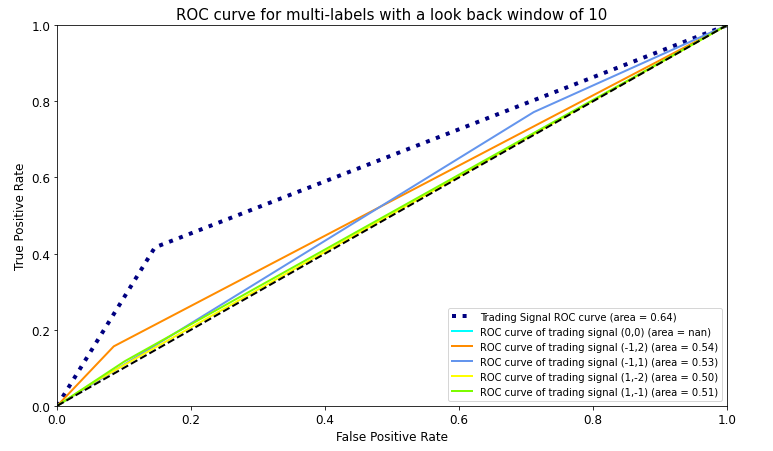 ROC curve for multi-labels with a look back window of 10
True Positive Rate
1.0
0.8
0.6
0.4
0.2
0.0
Trading Signal ROC curve (area = 0.64)
ROC curve of trading signal (0,0) (area = nan)
ROC curve of trading signal (-1,2) (area = 0.54)
ROC curve of trading signal (-1,1) (area = 0.53)
ROC curve of trading signal (1,-2) (area = 0.50)
ROC curve of trading signal (1,-1) (area = 0.51)
0.0 0.2 0.4 0.6 0.8 1.0
False Positive Rate